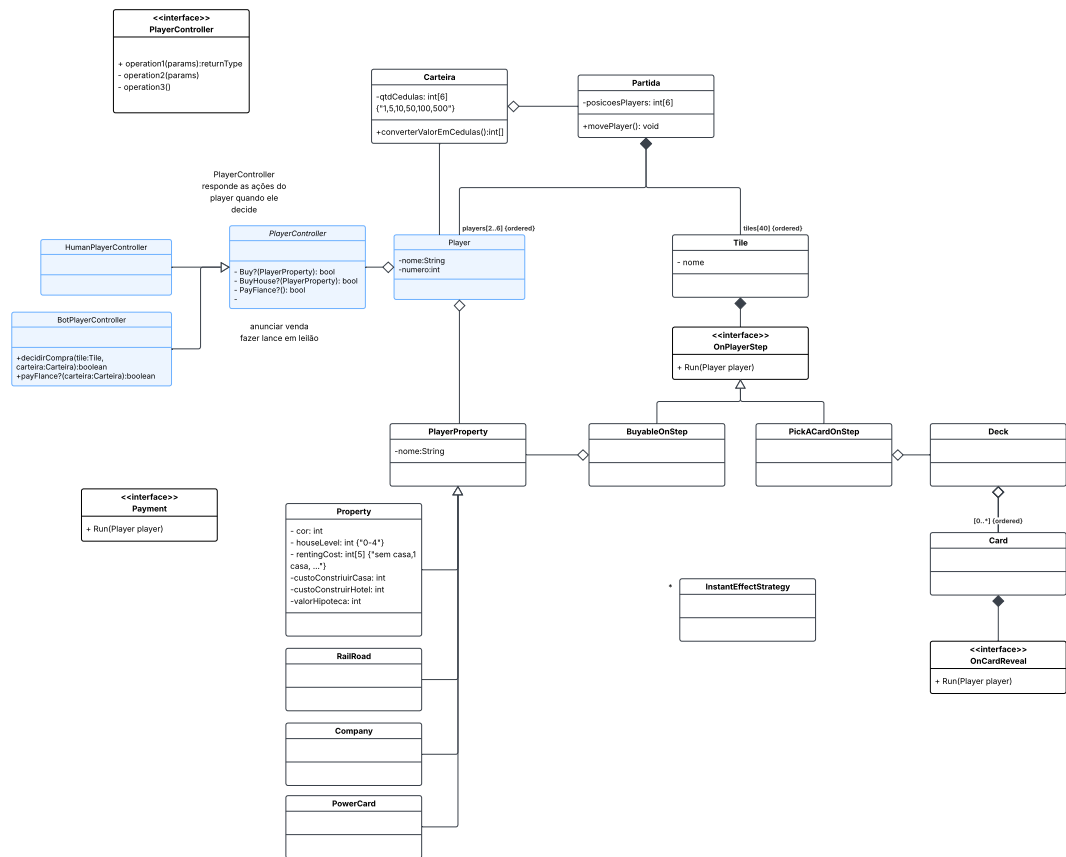 <<interface>>
PlayerController
+ operation1(params):returnType
- operation2(params)
- operation3()
Carteira
-qtdCedulas: int[6]
{"1,5,10,50,100,500"}
+converterValorEmCedulas():int[]
Partida
-posicoesPlayers: int[6]
+movePlayer(): void
PlayerController
responde as ações do
player quando ele
decide
HumanPlayerController
PlayerController
- Buy?(PlayerProperty): bool
- BuyHouse?(PlayerProperty): bool
- PayFiance?(): bool
-
players[2..6] {ordered}
Player
-nome:String
-numero:int
tiles[40] {ordered}
Tile
- nome
BotPlayerController
+decidirCompra(tile:Tile,
carteira:Carteira):boolean
+payFIance?(carteira:Carteira):boolean
anunciar venda
fazer lance em leilão
<<interface>>
OnPlayerStep
+ Run(Player player)
PlayerProperty
-nome:String
BuyableOnStep
PickACardOnStep
Deck
<<interface>>
Payment
+ Run(Player player)
Property
- cor: int
- houseLevel: int {"0-4"}
- rentingCost: int[5] {"sem casa,1
casa, ..."}
-custoConstriuirCasa: int
-custoConstruirHotel: int
-valorHipoteca: int
[0..*] {ordered}
Card
*
InstantEffectStrategy
<<interface>>
OnCardReveal
+ Run(Player player)
RailRoad
Company
PowerCard